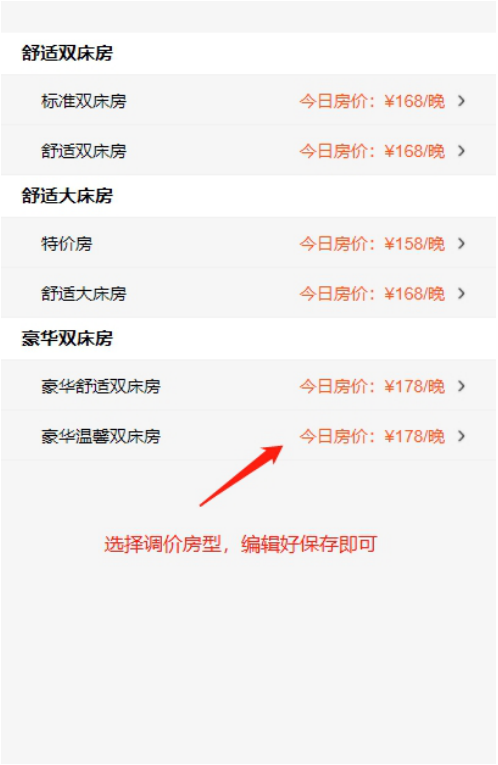 舒适双床房
标准双床房 今日房价：¥168/晚
舒适双床房 今日房价：¥168/晚
舒适大床房
特价房 今日房价：¥158/晚
舒适大床房 今日房价：¥168/晚
豪华双床房
豪华舒适双床房 今日房价：¥178/晚
豪华温馨双床房 今日房价：¥178/晚
选择调价房型，编辑好保存即可